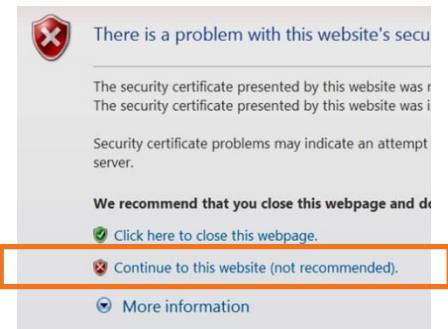 There is a problem with this website's secu
The security certificate presented by this website was
The security certificate presented by this website was
Security certificate problems may indicate an attempt
server.
We recommend that you close this webpage and
Click here to close this webpage.
Continue to this website (not recommended).
More information